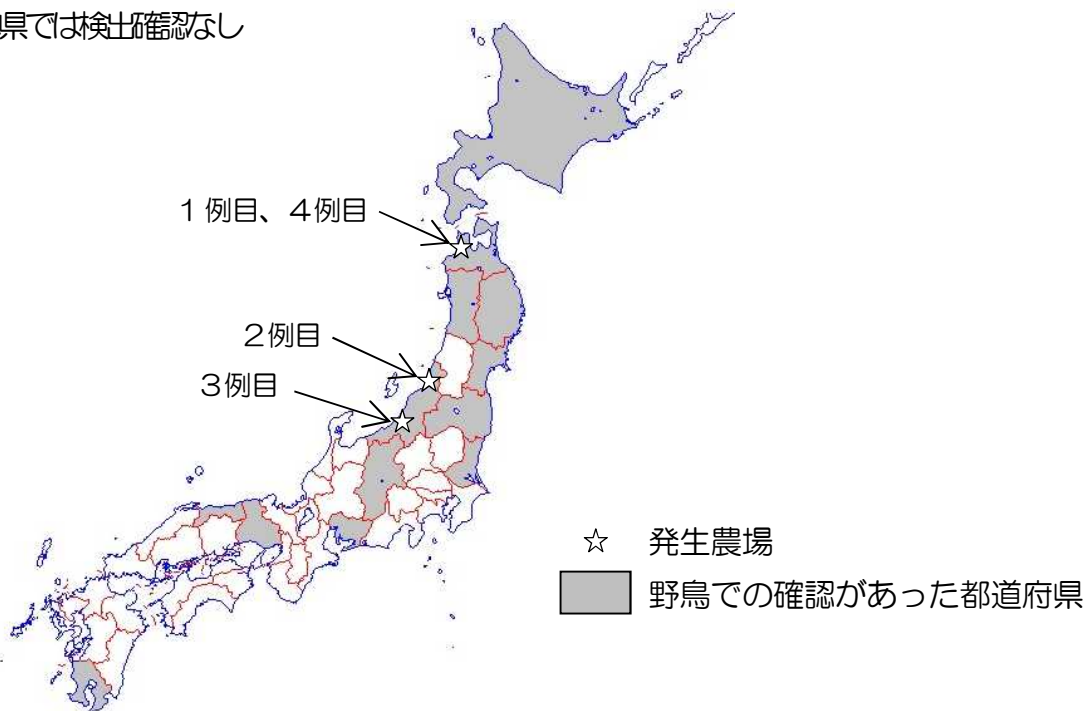 県では検出確認なし
１例目、４例目
２例目
３例目
☆ 発生農場
野鳥での確認があった都道府県